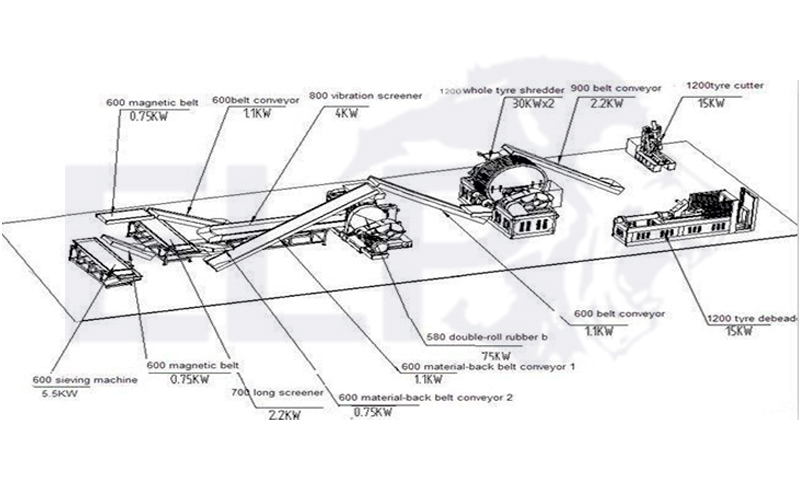 600 magnetic belt
0.75KW
600belt conveyor
1.1KW
800 vibration screener
4KW
1200 whole tyre shredder
30KWx2
900 belt conveyor
2.2KW
1200tyre cutter
15KW
600 belt conveyor
1.1KW
1200 tyre debead
15KW
580 double-roll rubber b
75KW
600 material-back belt conveyor 1
1.1KW
600 magnetic belt
0.75KW
600 sieving machine
5.5KW
700 long screener
2.2KW
600 material-back belt conveyor 2
0.75KW